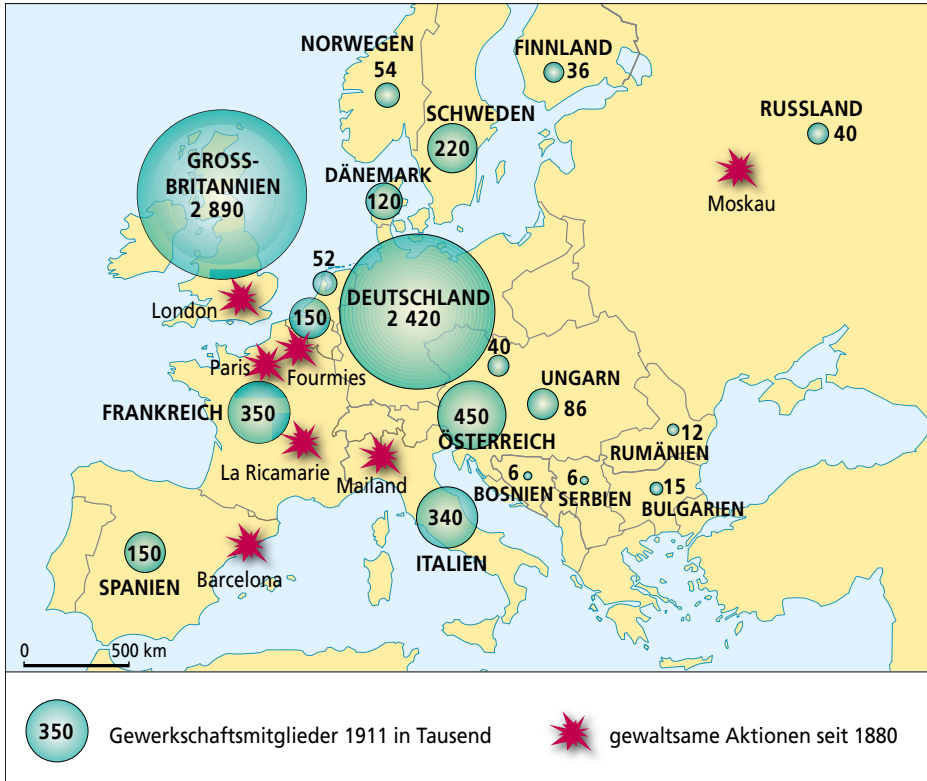 NORWEGEN
54
FINNLAND
36
RUSSLAND
40
SCHWEDEN
220
GROSS-
BRITANNIEN
2 890
DÄNEMARK
120
Moskau
52
London
150
DEUTSCHLAND
2 420
40
Paris
Fournies
UNGARN
86
FRANKREICH
350
450
ÖSTERREICH
12
RUMÄNIEN
La Ricamarie
Mailand
6
BOSNIEN
6
SERBIEN
15
BULGARIEN
340
ITALIEN
150
SPANIEN
Barcelona
0 500 km
350 Gewerkschaftsmitglieder 1911 in Tausend
gewaltsame Aktionen seit 1880